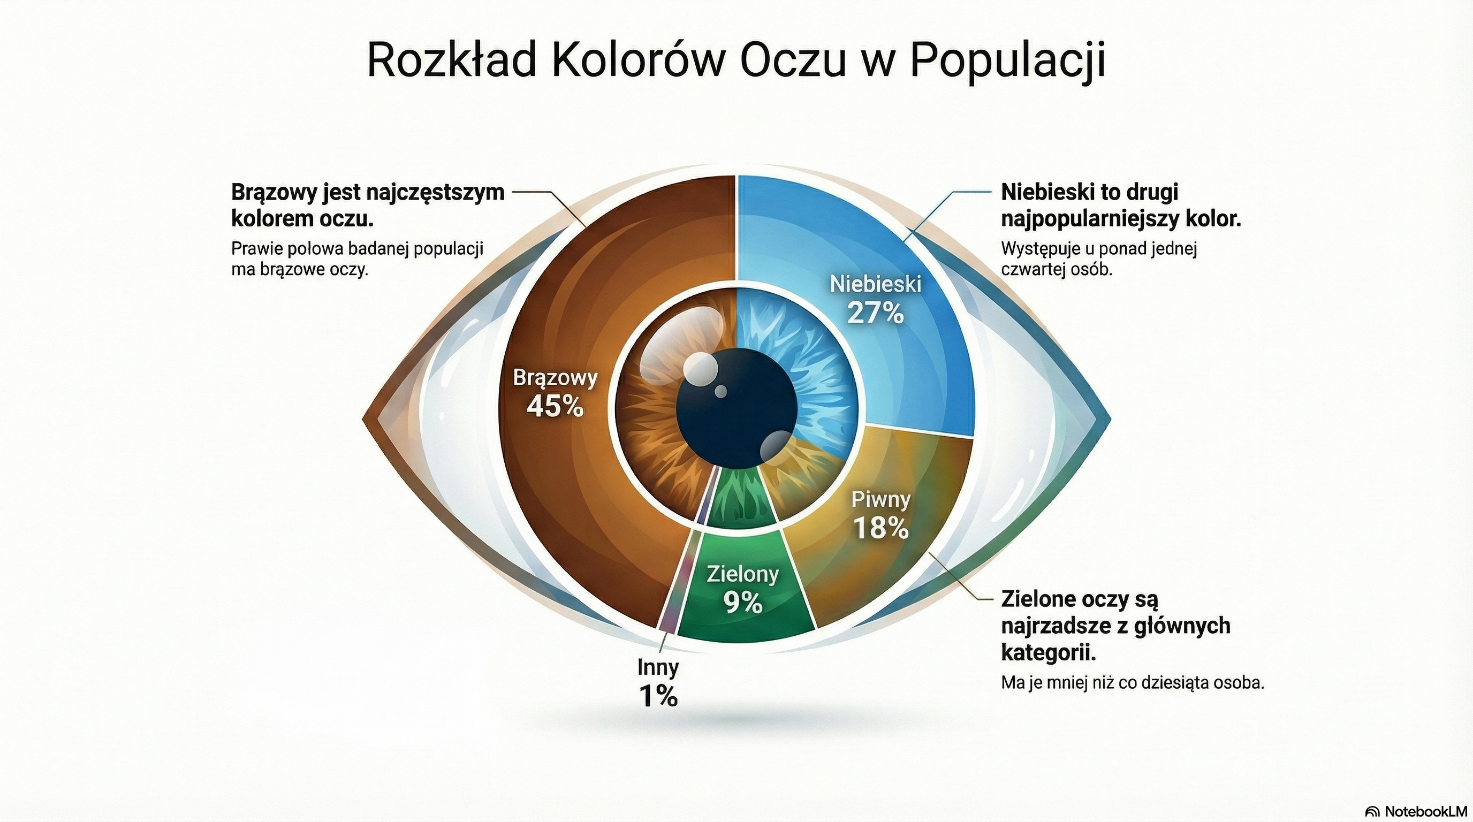 Rozkład Kolorów Oczu w Populacji
Brązowy jest najczęstszym
kolorem oczu.
Prawie połowa badanej populacji
ma brązowe oczy.
Niebieski to drugi
najpopularniejszy kolor.
Występuje u ponad jednej
czwartej osób.
Niebieski
27%
Brązowy
45%
Piwny
18%
Zielony
9%
Inny
1%
Zielone oczy są
najrzadsze z głównych
kategorii.
Ma je mniej niż co dziesiąta osoba.
NotebookLM